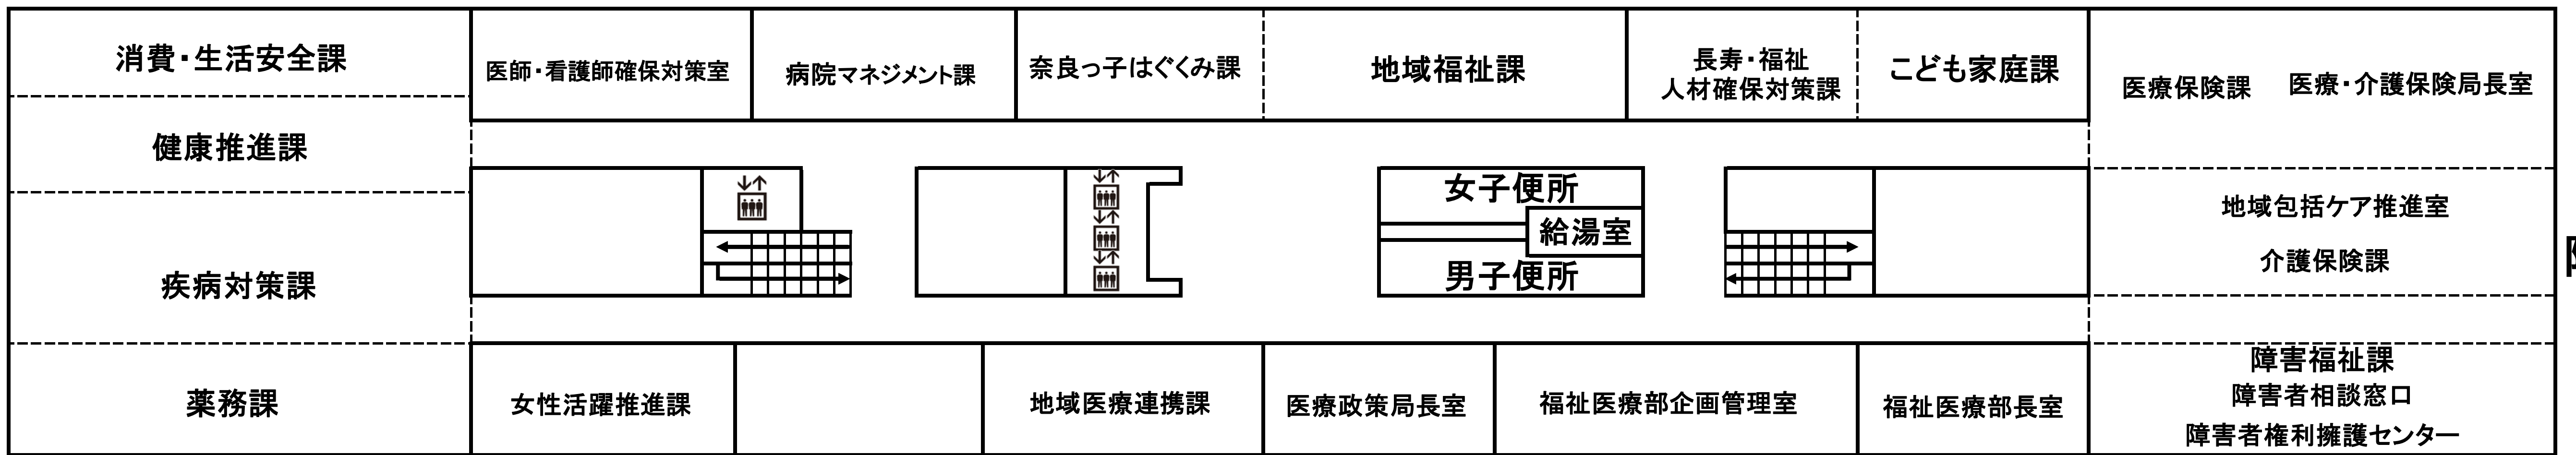 消費・生活安全課
健康推進課
疾病対策課
薬務課
医師・看護師確保対策室
病院マネジメント課
奈良っ子はぐくみ課
地域福祉課
長寿・福祉
人材確保対策課
こども家庭課
医療保険課
医療・介護保険局長室
女子便所
給湯室
男子便所
地域包括ケア推進室
介護保険課
女性活躍推進課
地域医療連携課
医療政策局長室
福祉医療部企画管理室
福祉医療部長室
障害福祉課
障害者相談窓口
障害者権利擁護センター